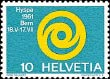 Hyspa
1961
Bern
18.V-17.VII
10 HELVETIA